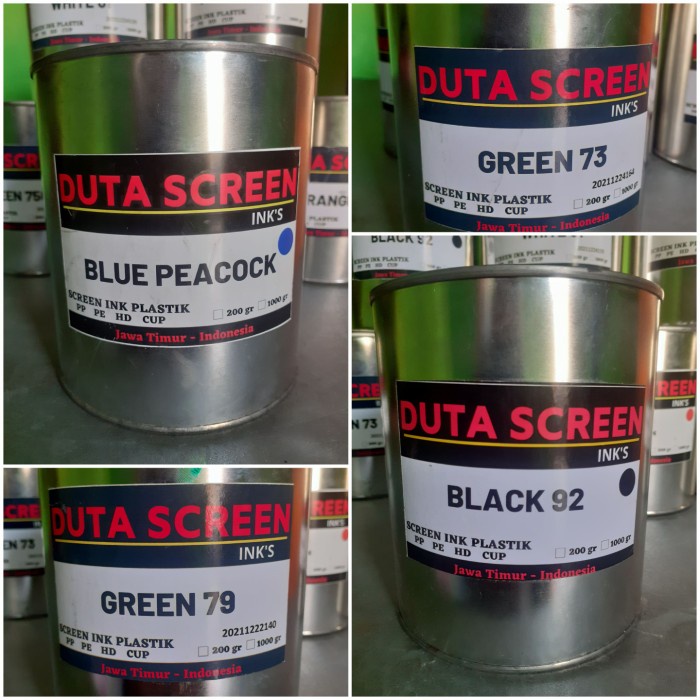 DUTA SCREEN
INK'S
BLUE PEACOCK
SCREEN INK PLASTIK
PP PE HD CUP
200 gr 1000 gr
Jawa Timur - Indonesia
DUTA SCREEN
INK'S
GREEN 73
20211224164
SCREEN INK PLASTIK
PP PE HD CUP
200 gr 1000 gr
Jawa Timur - Indonesia
BLACK 92
DUTA SCREEN
INK'S
BLACK 92
SCREEN INK PLASTIK
PP PE HD CUP
200 gr 1000 gr
Jawa Timur - Indonesia
DUTA SCREEN
INK'S
GREEN 79
20211222140
SCREEN INK PLASTIK
PP PE HD CUP
200 gr 1000 gr
Jawa Timur - Indonesia